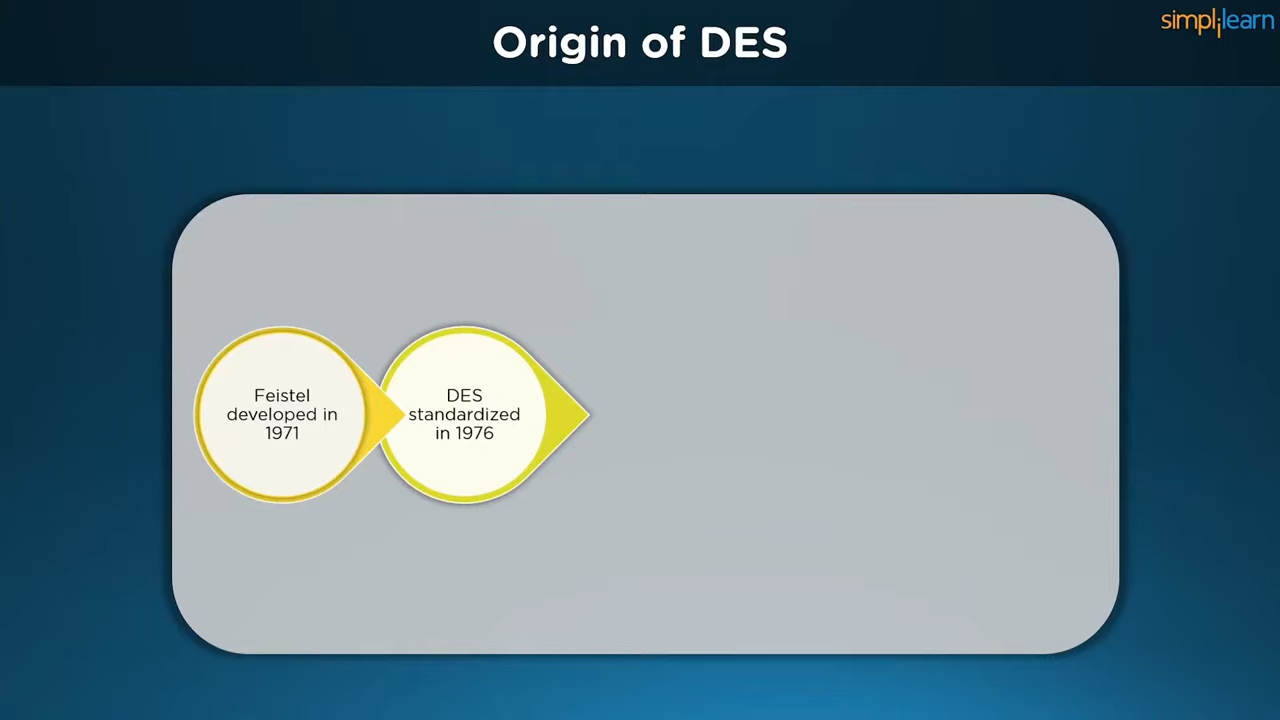 Origin of DES
simplilearn
Feistel
developed in
1971
DES
standardized
in 1976